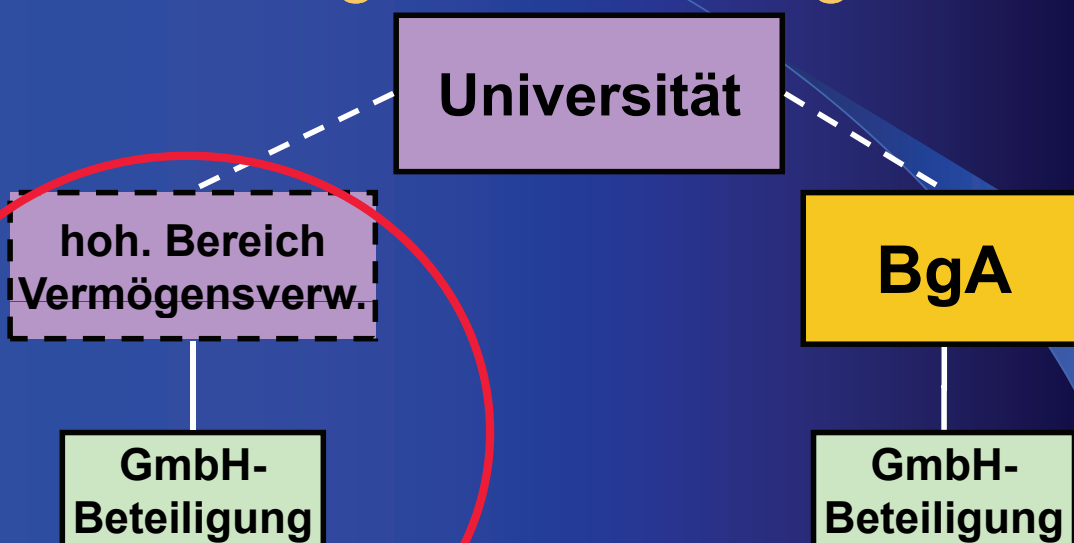 Universität
hoh. Bereich
Vermögensverw.
BgA
GmbH-
Beteiligung
GmbH-
Beteiligung